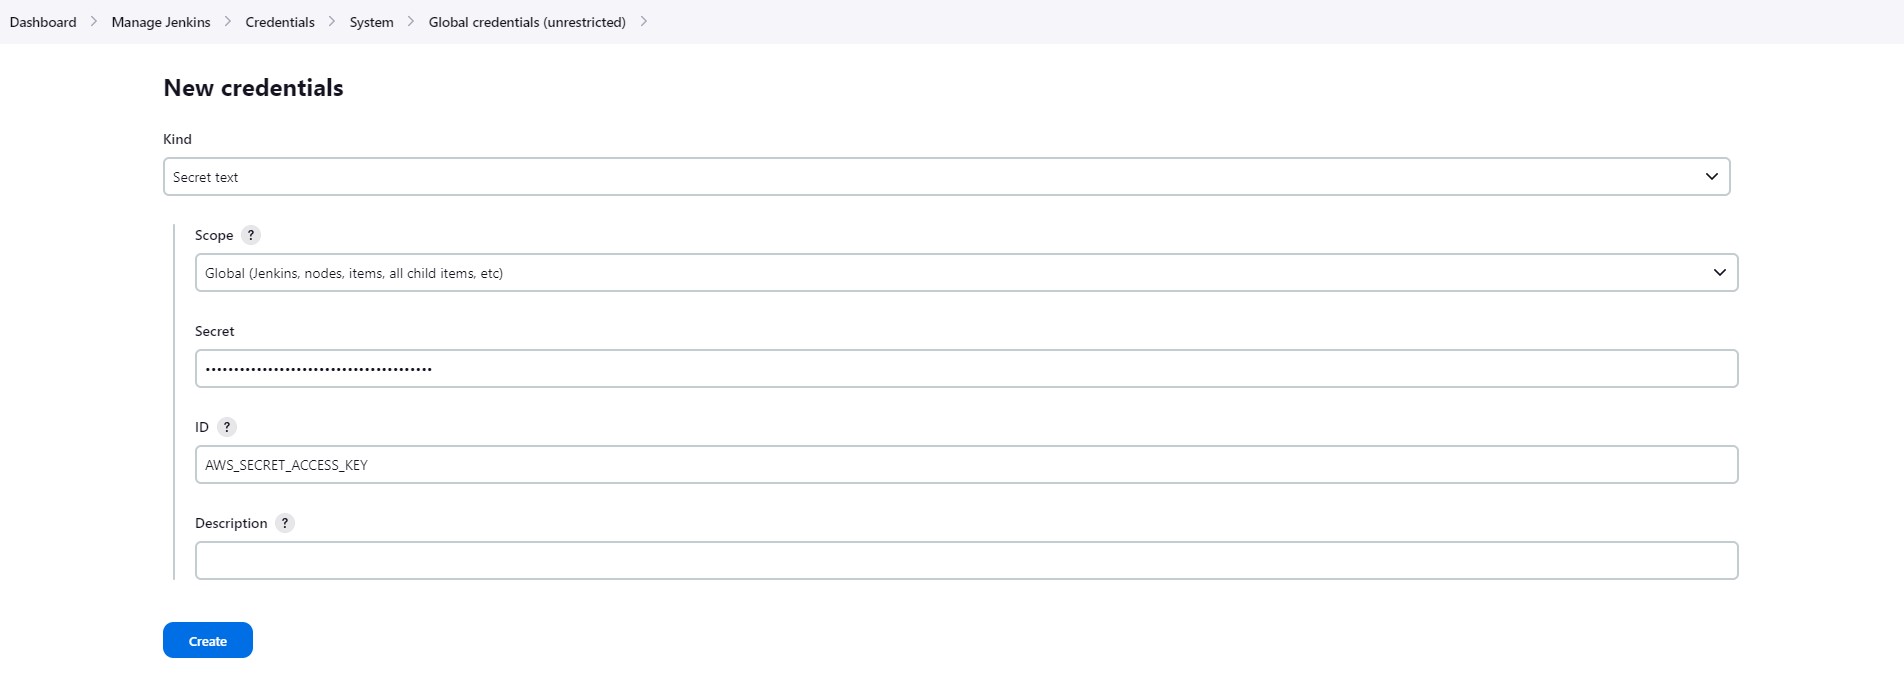 Dashboard > Manage Jenkins > Credentials > System > Global credentials (unrestricted) >
New credentials
Kind
Secret text
Scope ?
Global (Jenkins, nodes, items, all child items, etc)
Secret
••••••••••••••••••••••••••••••••••••••••
ID ?
AWS_SECRET_ACCESS_KEY
Description ?
Create